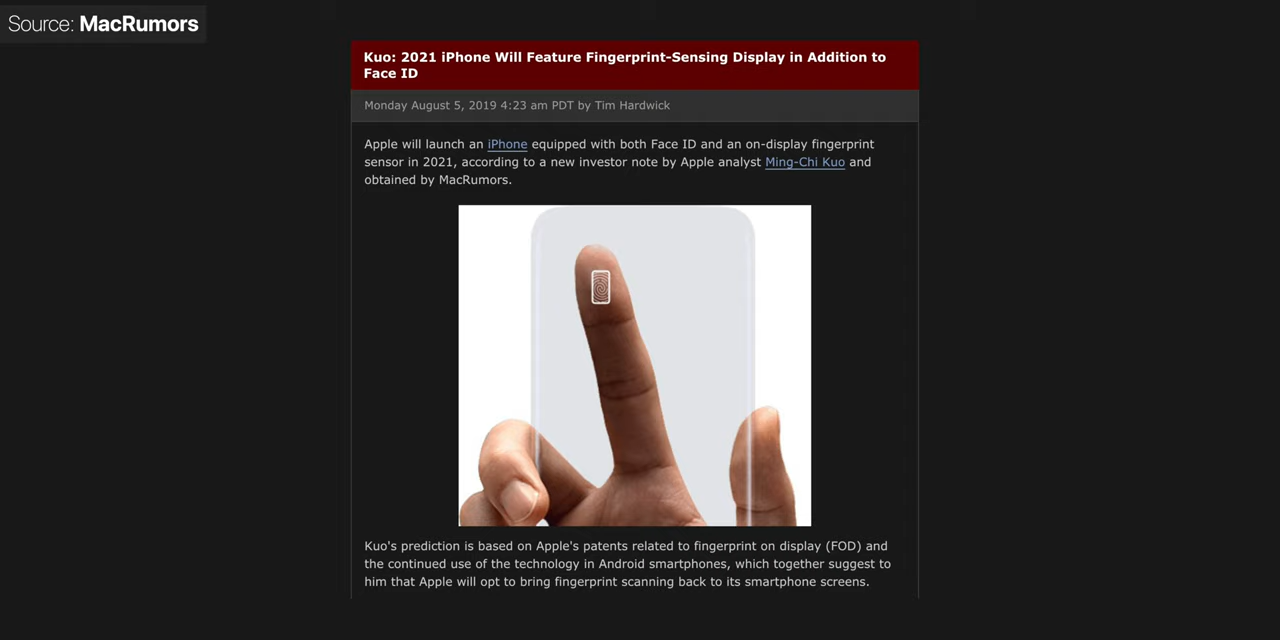 Source: MacRumors
Kuo: 2021 iPhone Will Feature Fingerprint-Sensing Display in Addition to
Face ID
Monday August 5, 2019 4:23 am PDT by Tim Hardwick
Apple will launch an iPhone equipped with both Face ID and an on-display fingerprint
sensor in 2021, according to a new investor note by Apple analyst Ming-Chi Kuo and
obtained by MacRumors.
Kuo's prediction is based on Apple's patents related to fingerprint on display (FOD) and
the continued use of the technology in Android smartphones, which together suggest to
him that Apple will opt to bring fingerprint scanning back to its smartphone screens.